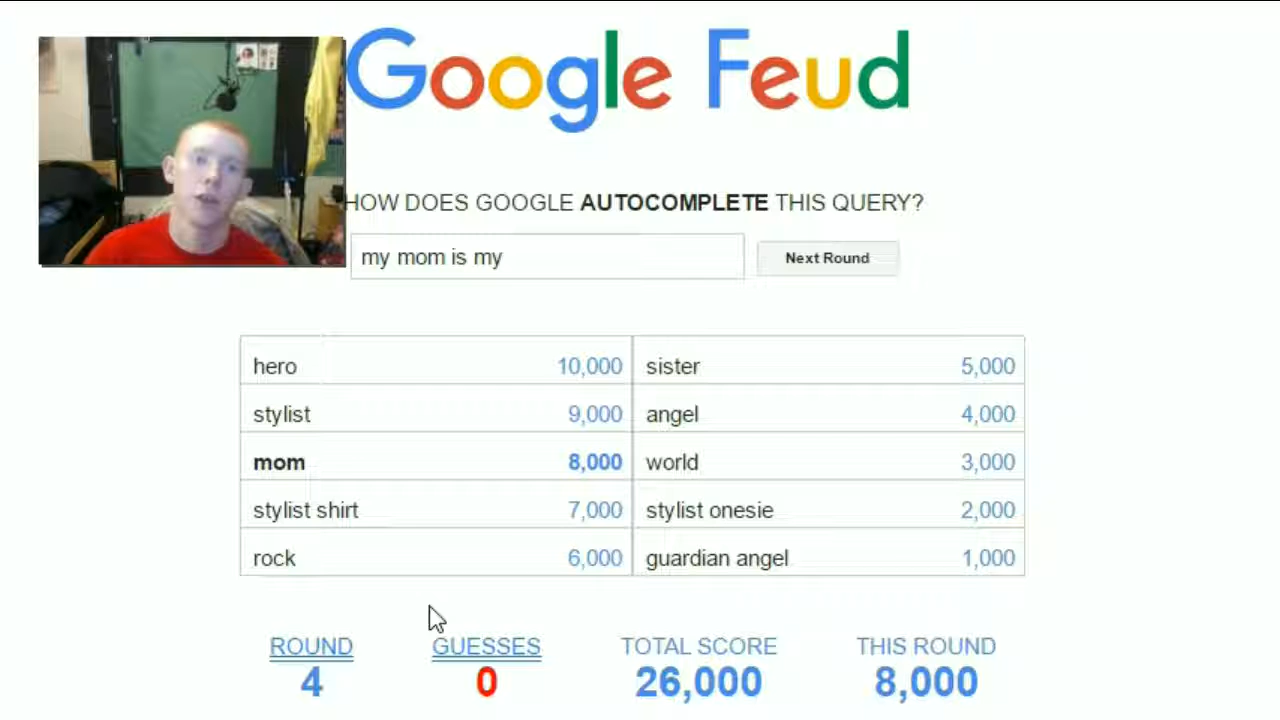 Google Feud
HOW DOES GOOGLE AUTOCOMPLETE THIS QUERY?
my mom is my
Next Round
hero 10,000 sister 5,000
stylist 9,000 angel 4,000
mom 8,000 world 3,000
stylist shirt 7,000 stylist onesie 2,000
rock 6,000 guardian angel 1,000
ROUND GUESSES TOTAL SCORE THIS ROUND
4 0 26,000 8,000